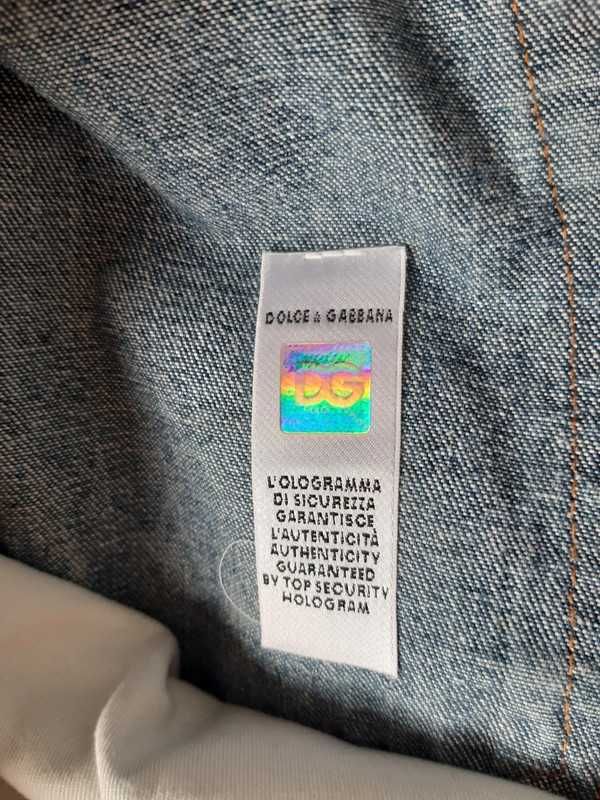 DOLCE & GABBANA
DG
L'OLOGRAMMA
DI SICUREZZA
GARANTISCE
L'AUTENTICITÀ
AUTHENTICITY
GUARANTEED
BY TOP SECURITY
HOLOGRAM